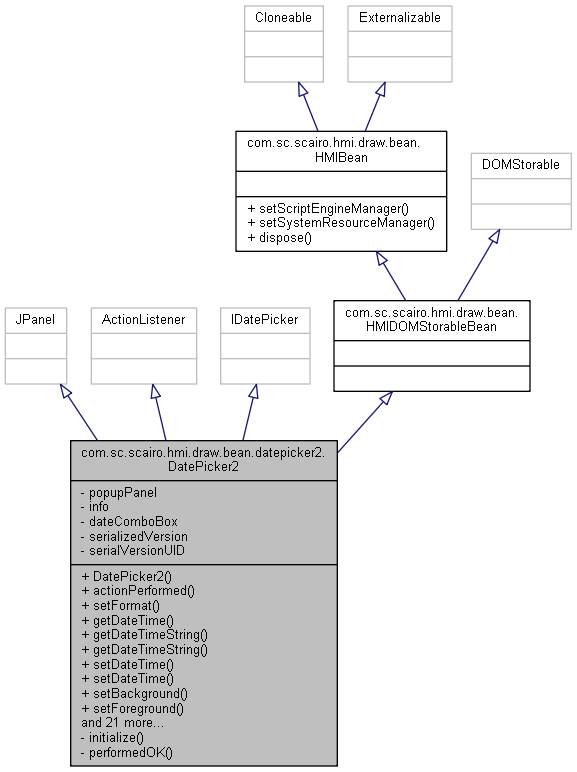 Cloneable
Externalizable
com.sc.scairo.hmi.draw.bean.
HMIBean
+ setScriptEngineManager()
+ setSystemResourceManager()
+ dispose()
DOMStorable
JPanel
ActionListener
IDatePicker
com.sc.scairo.hmi.draw.bean.
HMIDOMStorableBean
com.sc.scairo.hmi.draw.bean.datepicker2.
DatePicker2
- popupPanel
- info
- dateComboBox
- serializedVersion
- serialVersionUID
+ DatePicker2()
+ actionPerformed()
+ setFormat()
+ getDateTime()
+ getDateTimeString()
+ getDateTimeString()
+ setDateTime()
+ setDateTime()
+ setBackground()
+ setForeground()
and 21 more...
- initialize()
- performedOK()